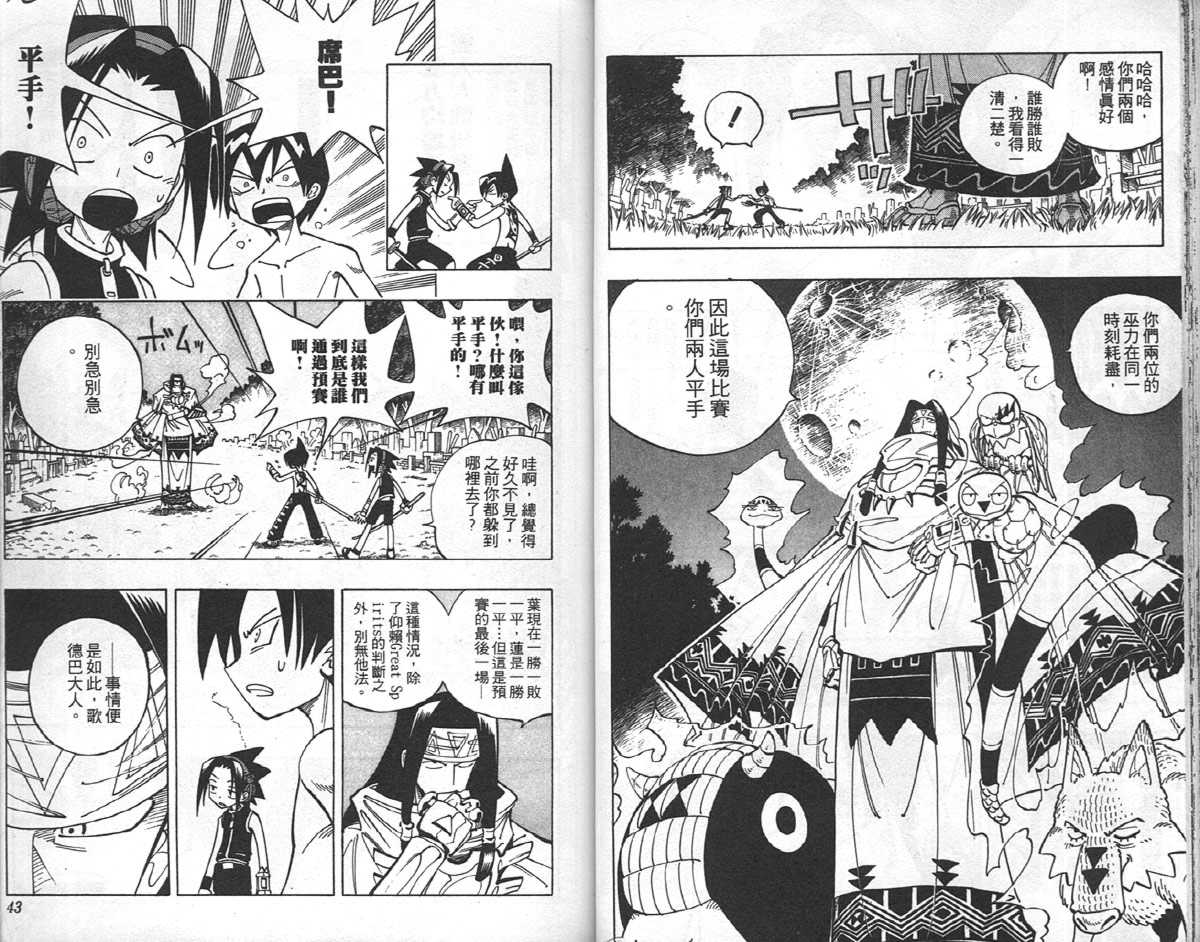 哈哈哈，
你們兩個
感情真好
啊！
誰勝誰敗
，我看得一
清二楚。
！
你們兩位的
巫力在同一
時刻耗盡，
因此這場比賽
你們兩人平手
。
席巴！
平手！
喂，你這傢
伙！什麼叫
平手？哪有
平手的！
這樣我們
到底是誰
通過預賽
啊！
哇啊，總覺得
好久不見了，
之前你都躲到
哪裡去了？
ボムッ
別急別急
。
葉現在一勝一敗
一平，蓮是一勝
一平…但這是預
賽的最後一場—
這種情況，除
了仰賴Great Sp
irits的判斷之
外，別無他法。
——事情便
是如此，歌
德巴大人。
43